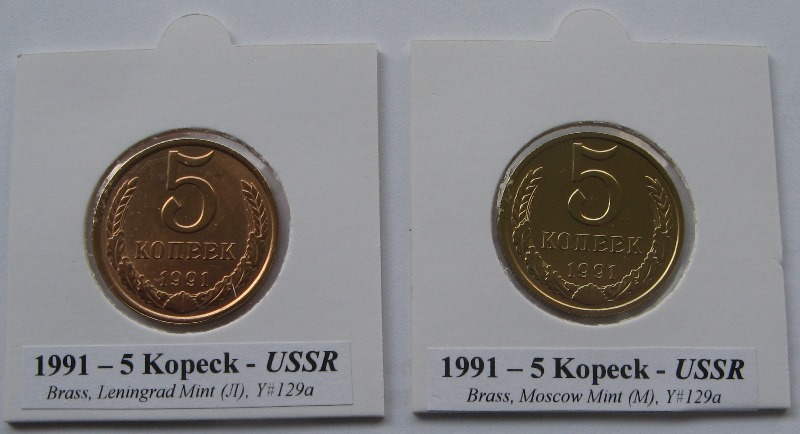 5
КОПЕЕК
1991
1991 – 5 Kopeck - USSR
Brass, Leningrad Mint (Л), Y#129a
5
КОПЕЕК
1991
1991 – 5 Kopeck - USSR
Brass, Moscow Mint (M), Y#129a